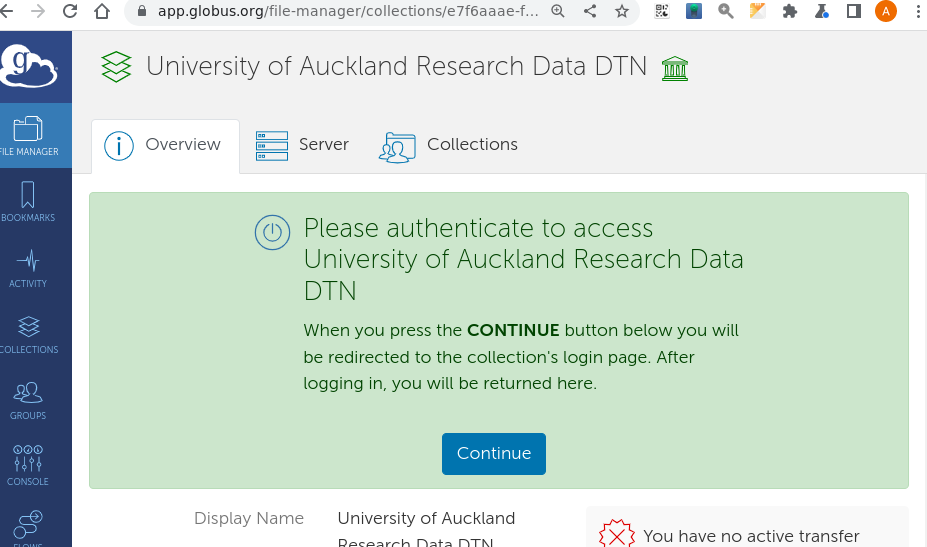 app.globus.org/file-manager/collections/e7f6aaae-f...
A
g
University of Auckland Research Data DTN
FILE MANAGER
Overview
Server
Collections
BOOKMARKS
ACTIVITY
COLLECTIONS
GROUPS
CONSOLE
FLOWS
Please authenticate to access
University of Auckland Research Data
DTN
When you press the CONTINUE button below you will
be redirected to the collection's login page. After
logging in, you will be returned here.
Continue
Display Name
University of Auckland
Research Data DTN
You have no active transfer